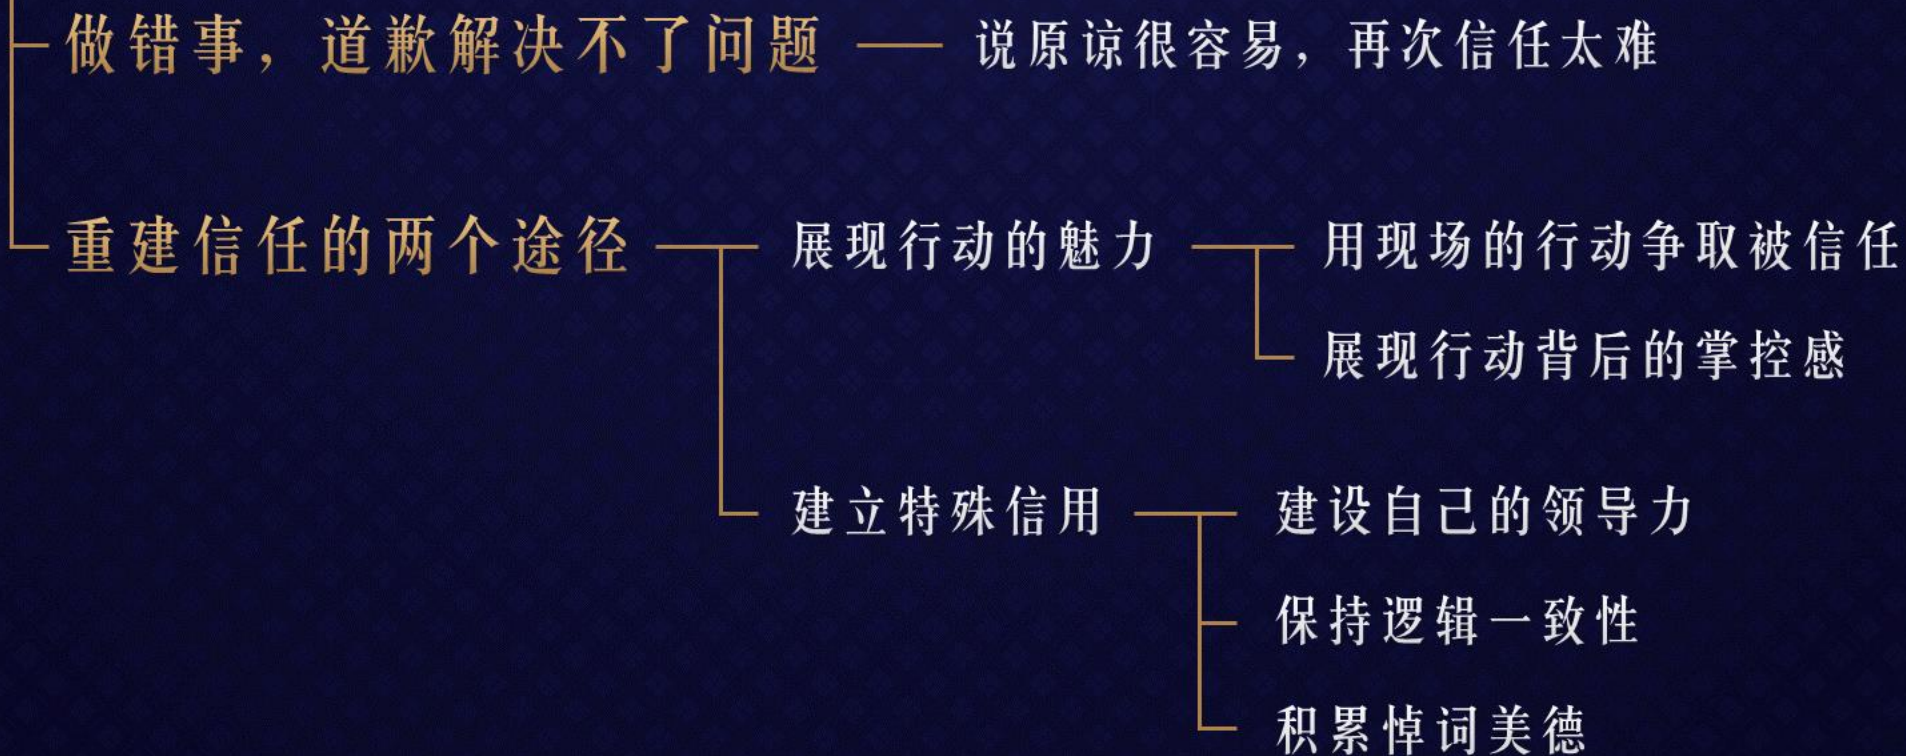 做错事，道歉解决不了问题
说原谅很容易，再次信任太难
重建信任的两个途径
展现行动的魅力
用现场的行动争取被信任
展现行动背后的掌控感
建立特殊信用
建设自己的领导力
保持逻辑一致性
积累悼词美德